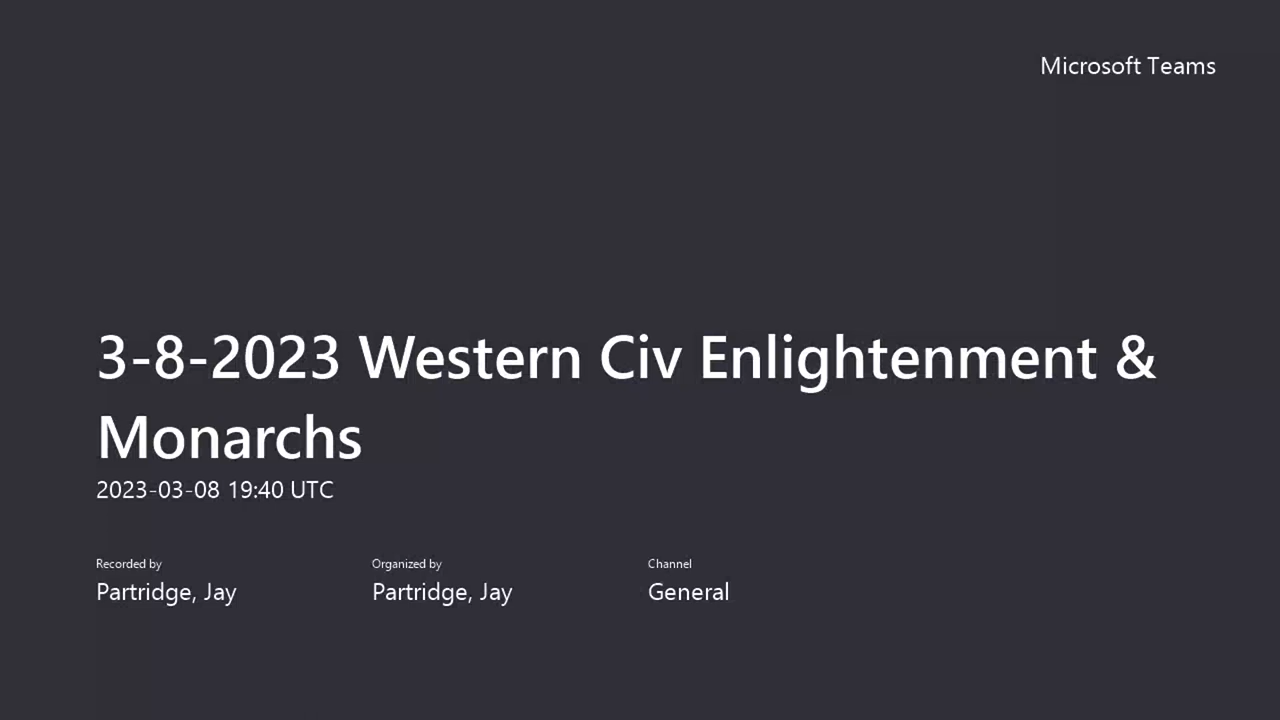 Microsoft Teams
3-8-2023 Western Civ Enlightenment &
Monarchs
2023-03-08 19:40 UTC
Recorded by
Partridge, Jay
Organized by
Partridge, Jay
Channel
General